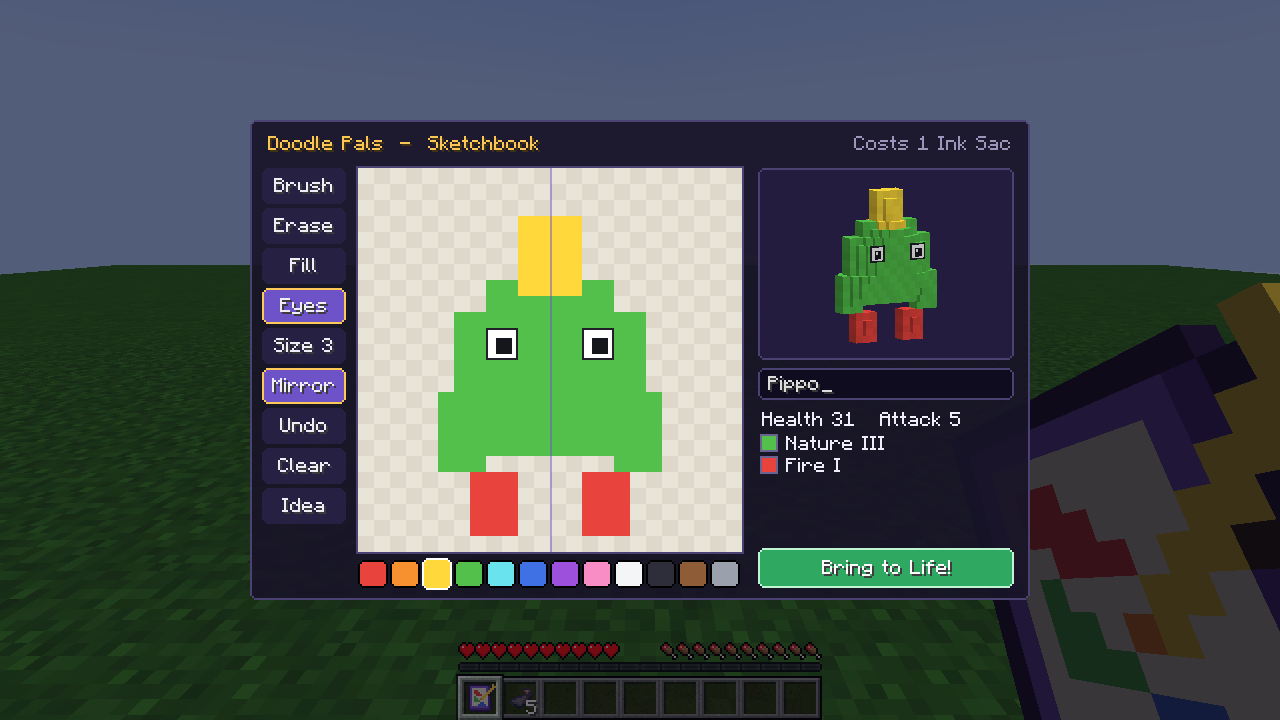 Doodle Pals - Sketchbook
Costs 1 Ink Sac
Brush
Erase
Fill
Eyes
Size 3
Mirror
Undo
Clear
Idea
Pippo_
Health 31 Attack 5
Nature III
Fire I
Bring to Life!
5